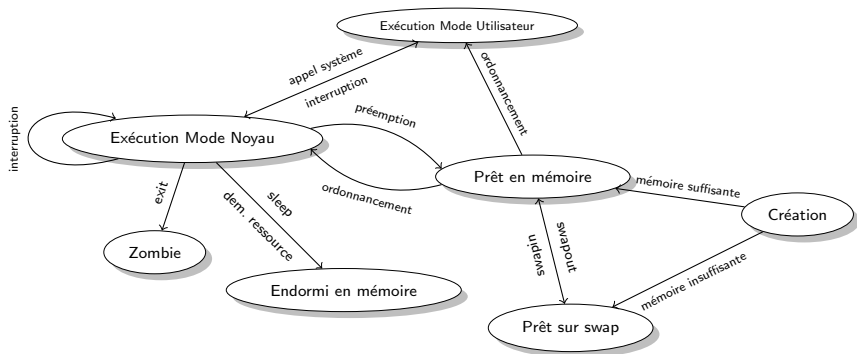 Exécution Mode Utilisateur
appel système
interruption
ordonnancement
interruption
Exécution Mode Noyau
préemption
ordonnancement
Prêt en mémoire
mémoire suffisante
Création
exit
sleep
dem. ressource
swapout
swapin
mémoire insuffisante
Zombie
Endormi en mémoire
Prêt sur swap